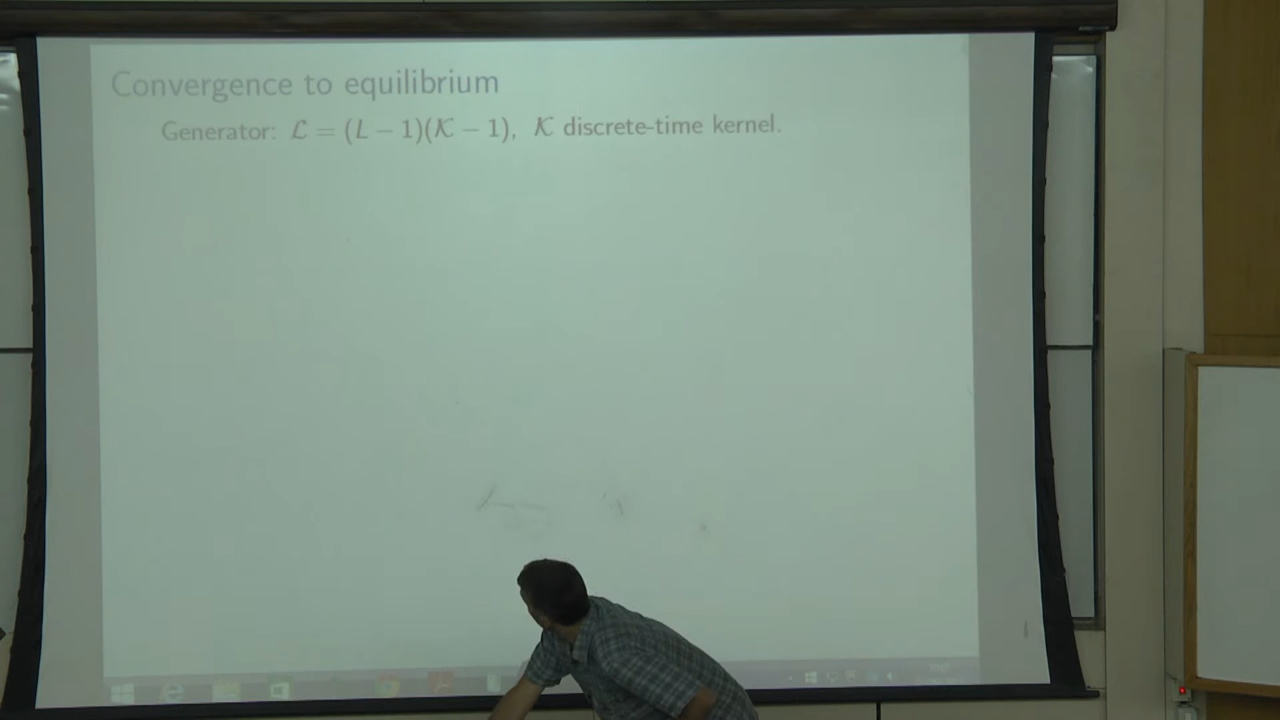 Convergence to equilibrium
Generator: ℒ = (L − 1)(𝒦 − 1), 𝒦 discrete-time kernel.